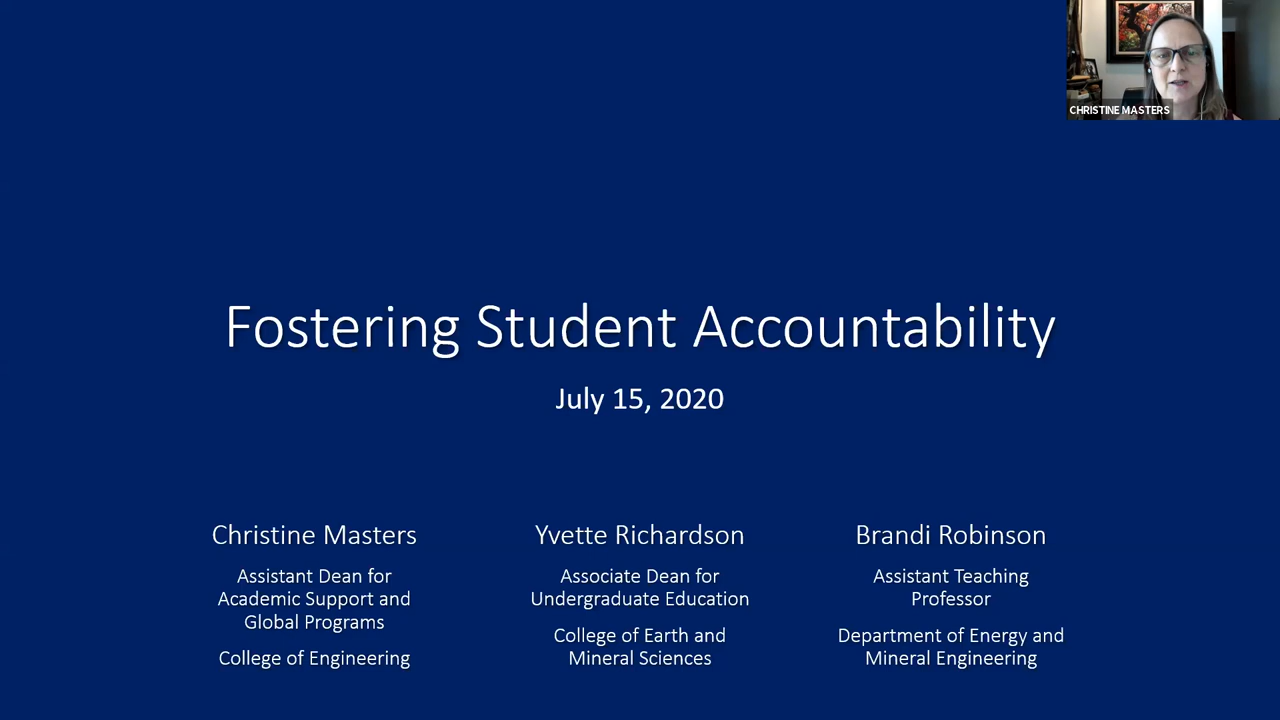 CHRISTINE MASTERS
Fostering Student Accountability
July 15, 2020
Christine Masters
Assistant Dean for
Academic Support and
Global Programs
College of Engineering
Yvette Richardson
Associate Dean for
Undergraduate Education
College of Earth and
Mineral Sciences
Brandi Robinson
Assistant Teaching
Professor
Department of Energy and
Mineral Engineering